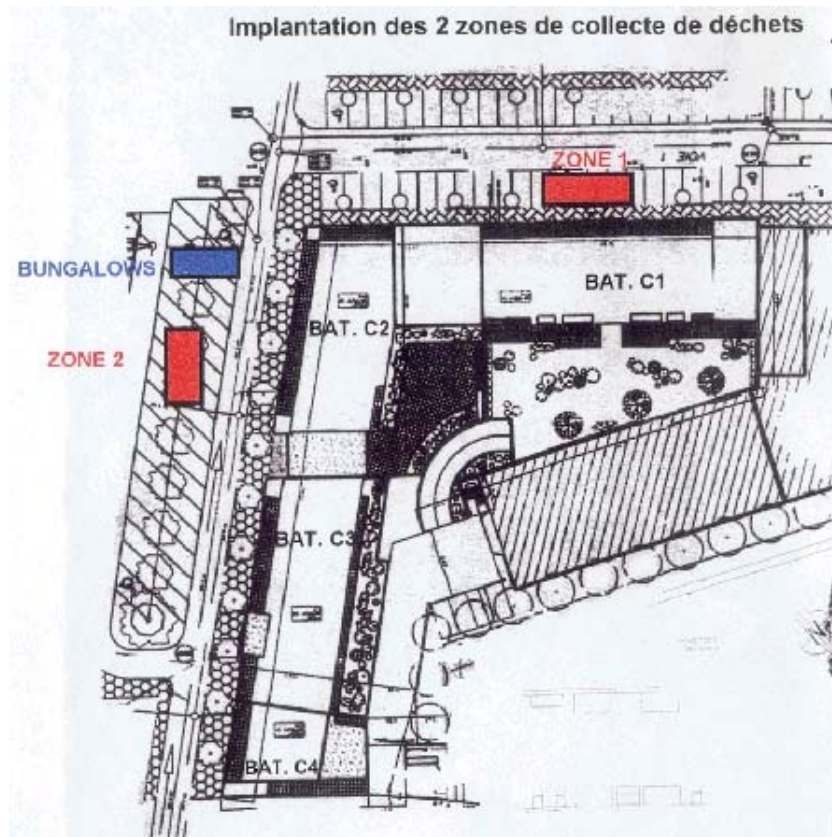 Implantation des 2 zones de collecte de déchets
ZONE 1
BUNGALOWS
BAT. C1
BAT. C2
ZONE 2
BAT. C3
BAT. C4